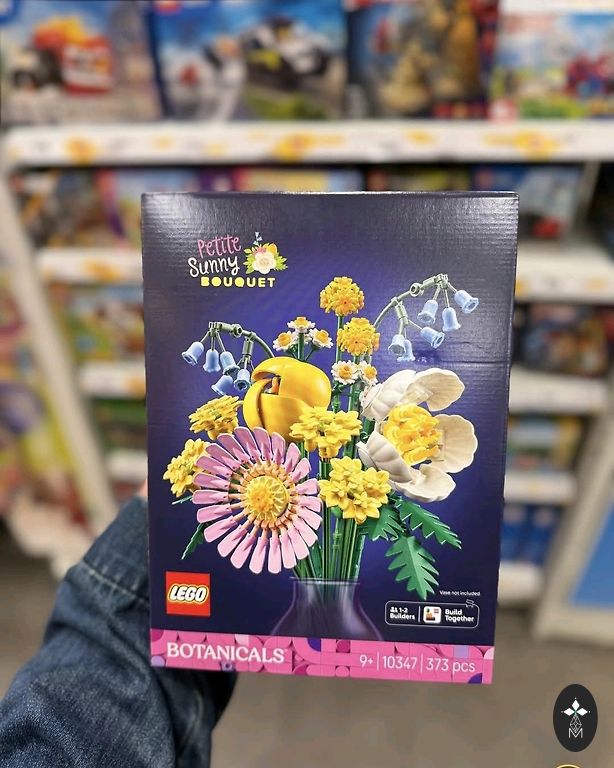 Petite
Sunny
BOUQUET
Vase not included
LEGO
1-2
Builders
Build
Together
BOTANICALS
9+ | 10347 | 373 pcs
M